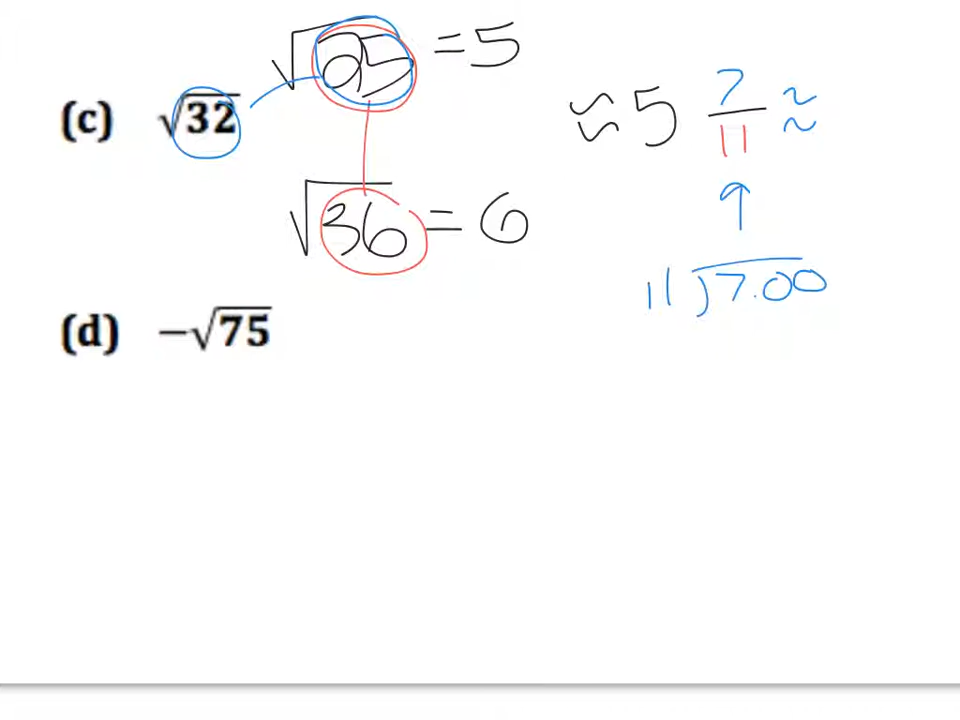 √25 = 5
(c) √32 ≈ 5 7/11 ≈
√36 = 6
11)7.00
(d) −√75